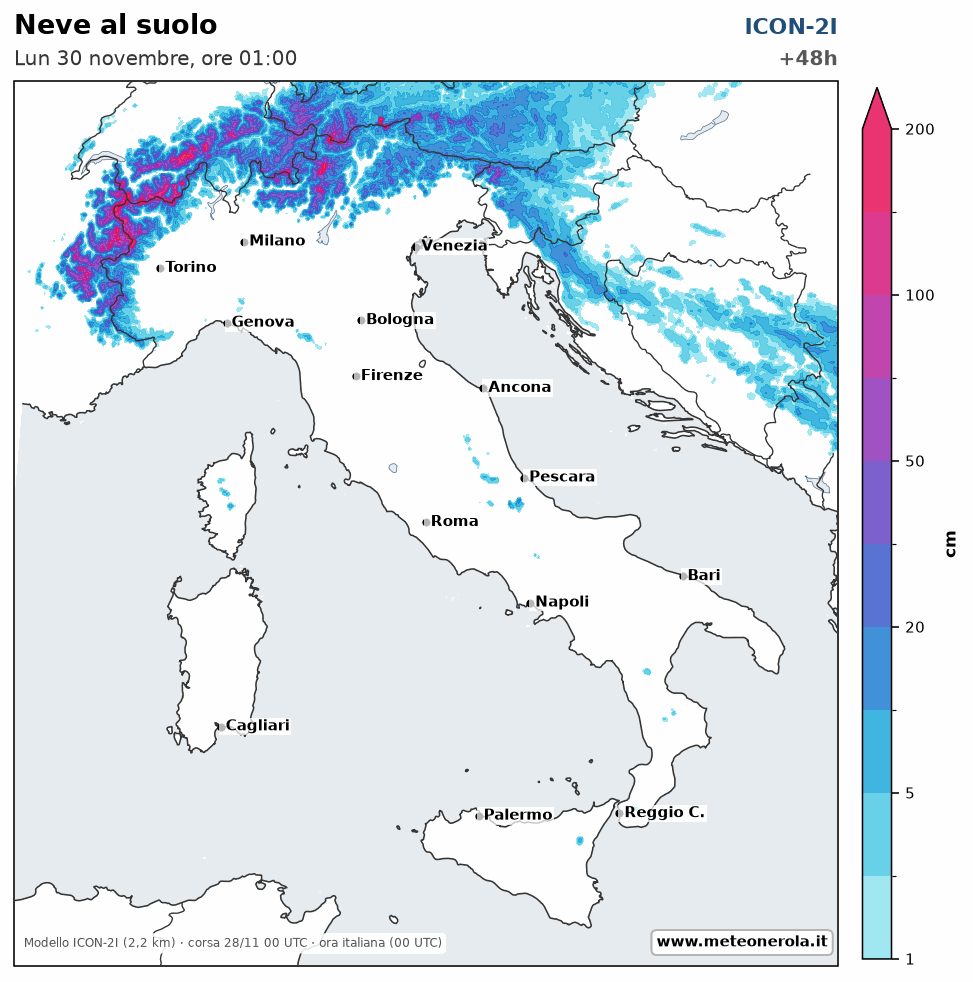 Neve al suolo
ICON-2I
Lun 30 novembre, ore 01:00
+48h
200
100
50
20
5
1
cm
Milano
Venezia
Torino
Genova
Bologna
Firenze
Ancona
Pescara
Roma
Bari
Napoli
Cagliari
Palermo
Reggio C.
Modello ICON-2I (2,2 km) · corsa 28/11 00 UTC · ora italiana (00 UTC)
www.meteonerola.it